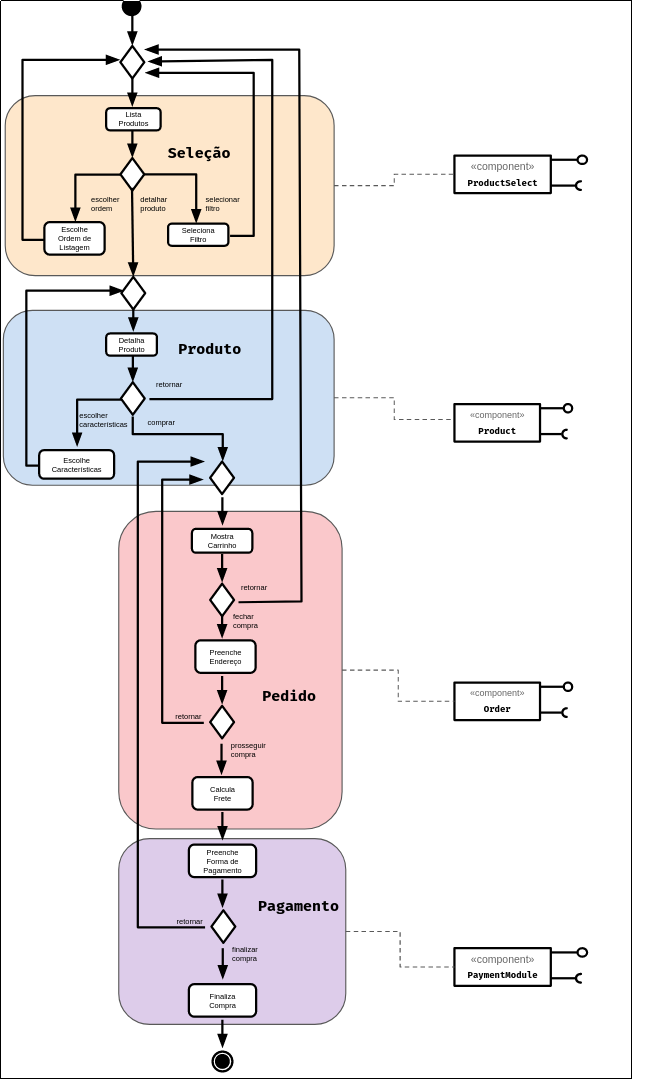 Lista
Produtos
Seleção
escolher
ordem
detalhar
produto
selecionar
filtro
Escolhe
Ordem de
Listagem
Seleciona
Filtro
«component»
ProductSelect
Detalha
Produto
Produto
retornar
escolher
características
comprar
Escolhe
Características
«component»
Product
Mostra
Carrinho
retornar
fechar
compra
Preenche
Endereço
Pedido
retornar
prosseguir
compra
Calcula
Frete
«component»
Order
Preenche
Forma de
Pagamento
Pagamento
retornar
finalizar
compra
Finaliza
Compra
«component»
PaymentModule